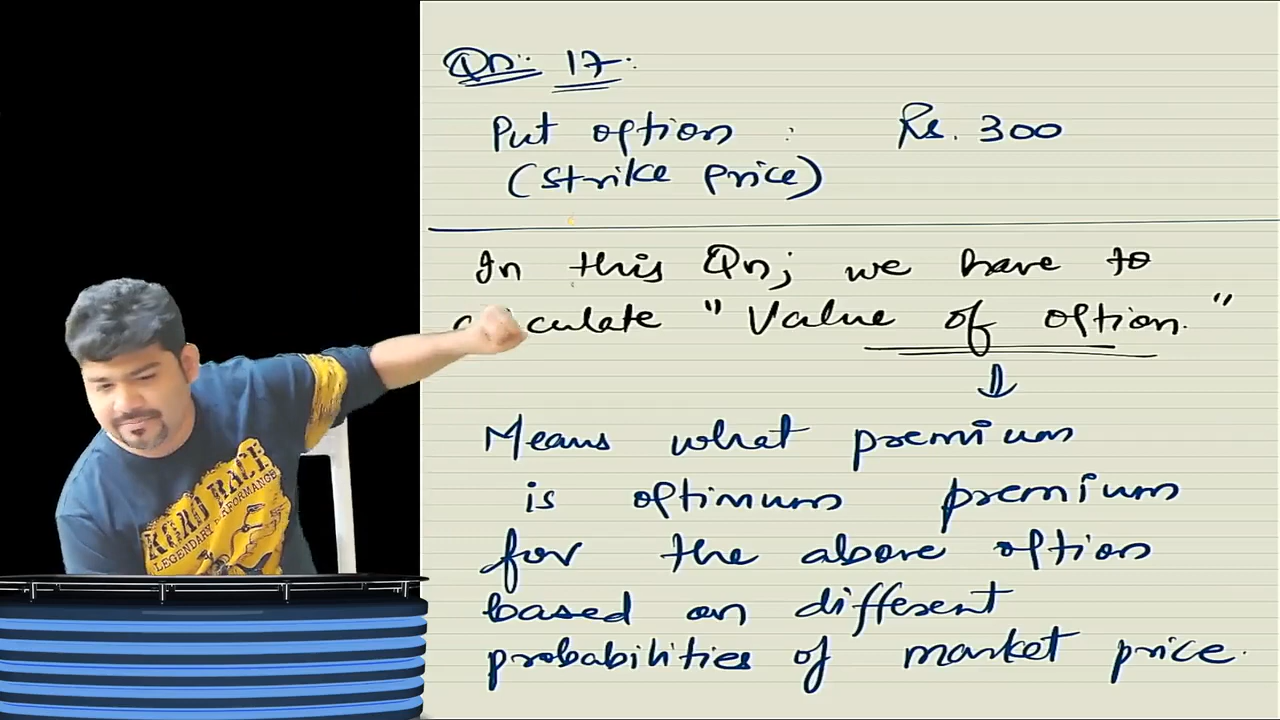 Qn: 17:
Put option : Rs. 300
(Strike price)
In this Qn; we have to
calculate "Value of option."
↓
Means what premium
is optimum premium
for the above option
based on different
probabilities of market price.
ROAD RACE
LEGENDARY PERFORMANCE